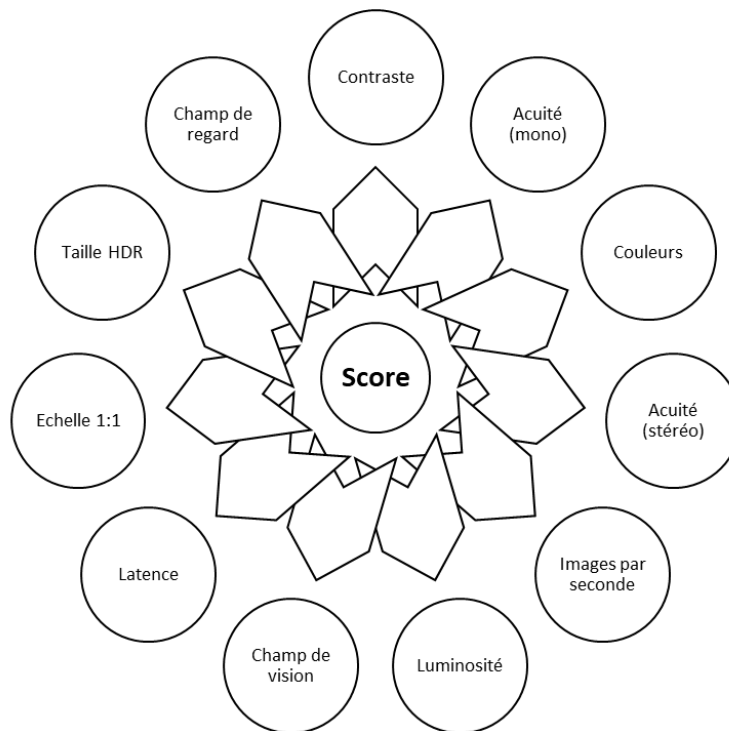 Contraste
Acuité
(mono)
Couleurs
Acuité
(stéréo)
Images par
seconde
Luminosité
Champ de
vision
Latence
Echelle 1:1
Taille HDR
Champ de
regard
Score